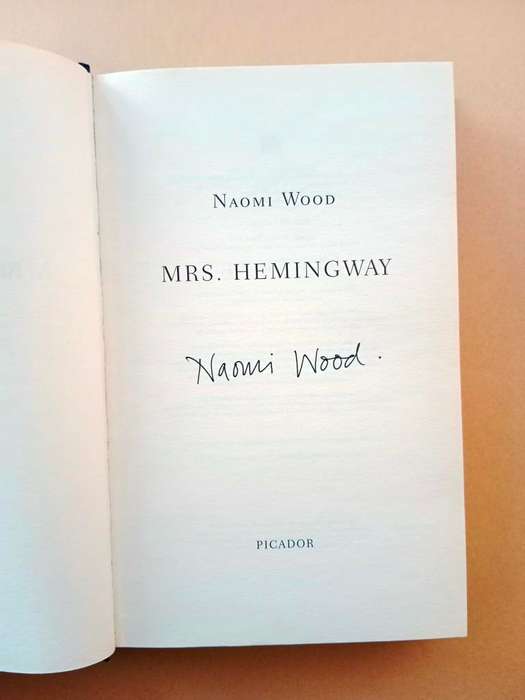 NAOMI WOOD
MRS. HEMINGWAY
Naomi Wood.
PICADOR